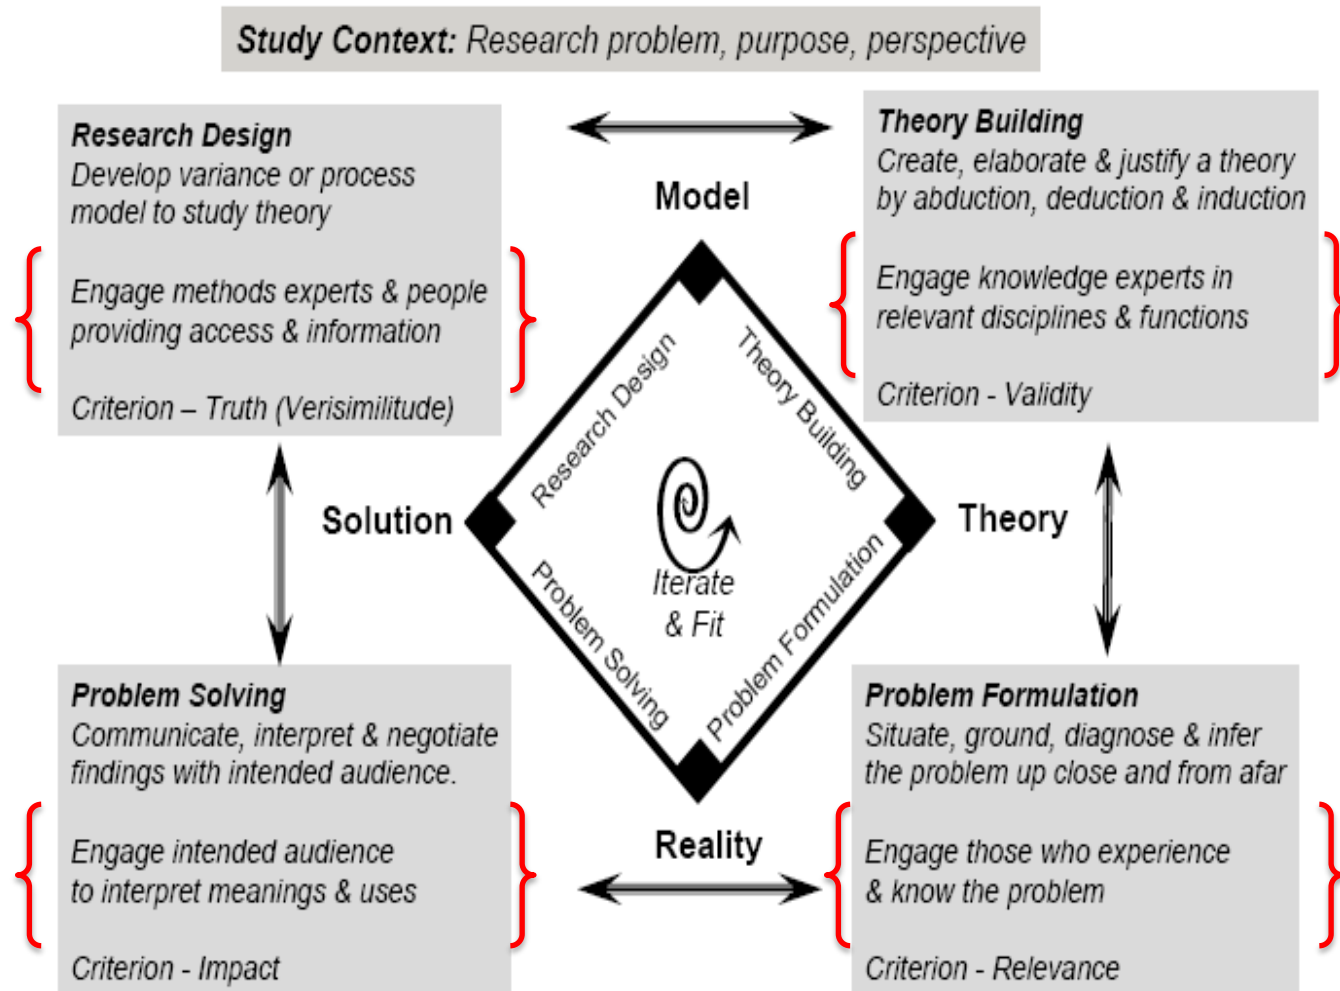 Study Context: Research problem, purpose, perspective
Research Design
Develop variance or process
model to study theory
Engage methods experts & people
providing access & information
Criterion – Truth (Verisimilitude)
Model
Theory Building
Create, elaborate & justify a theory
by abduction, deduction & induction
Engage knowledge experts in
relevant disciplines & functions
Criterion - Validity
Research Design
Theory Building
Solution
Theory
Iterate
& Fit
Problem Solving
Problem Formulation
Reality
Problem Solving
Communicate, interpret & negotiate
findings with intended audience.
Engage intended audience
to interpret meanings & uses
Criterion - Impact
Problem Formulation
Situate, ground, diagnose & infer
the problem up close and from afar
Engage those who experience
& know the problem
Criterion - Relevance